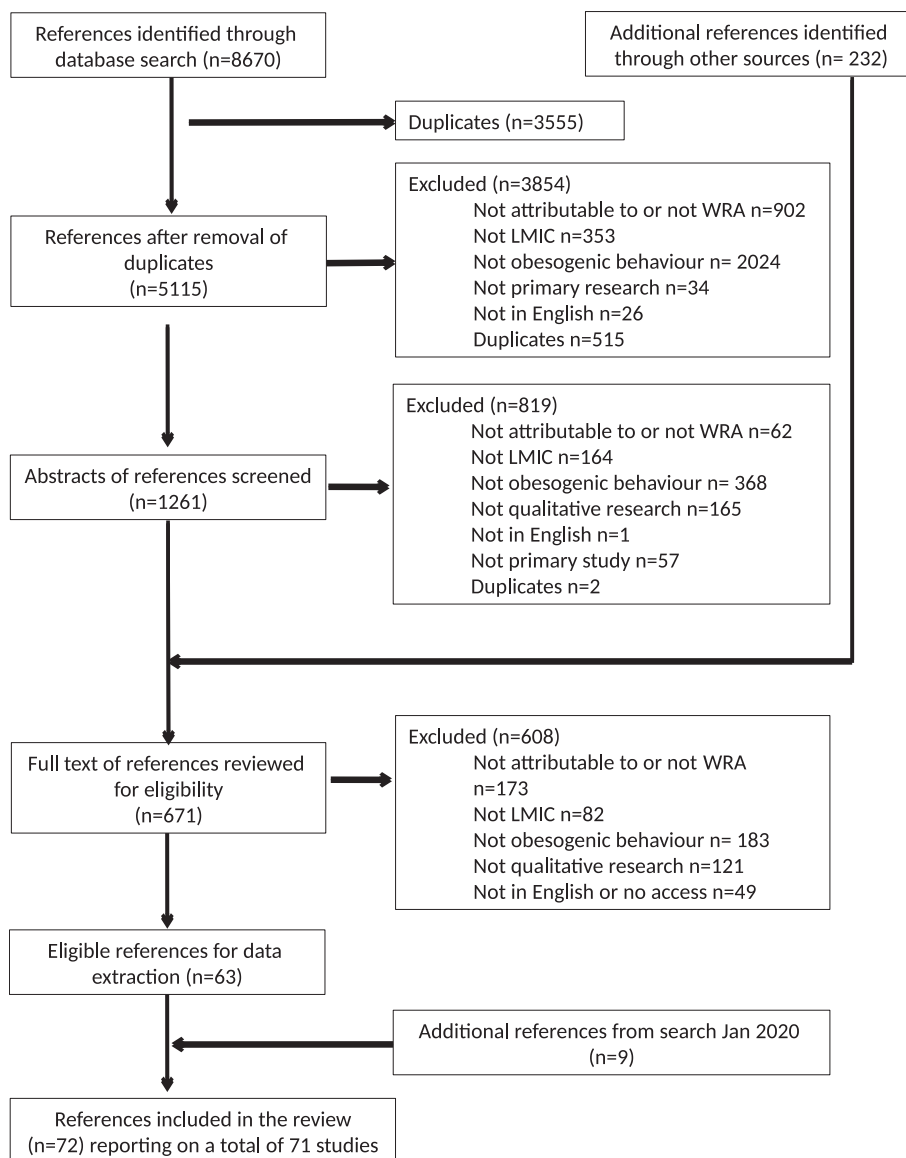 References identified through
database search (n=8670)
Additional references identified
through other sources (n= 232)
Duplicates (n=3555)
Excluded (n=3854)
Not attributable to or not WRA n=902
Not LMIC n=353
Not obesogenic behaviour n= 2024
Not primary research n=34
Not in English n=26
Duplicates n=515
References after removal of
duplicates
(n=5115)
Excluded (n=819)
Not attributable to or not WRA n=62
Not LMIC n=164
Not obesogenic behaviour n= 368
Not qualitative research n=165
Not in English n=1
Not primary study n=57
Duplicates n=2
Abstracts of references screened
(n=1261)
Excluded (n=608)
Not attributable to or not WRA
n=173
Not LMIC n=82
Not obesogenic behaviour n= 183
Not qualitative research n=121
Not in English or no access n=49
Full text of references reviewed
for eligibility
(n=671)
Eligible references for data
extraction (n=63)
Additional references from search Jan 2020
(n=9)
References included in the review
(n=72) reporting on a total of 71 studies